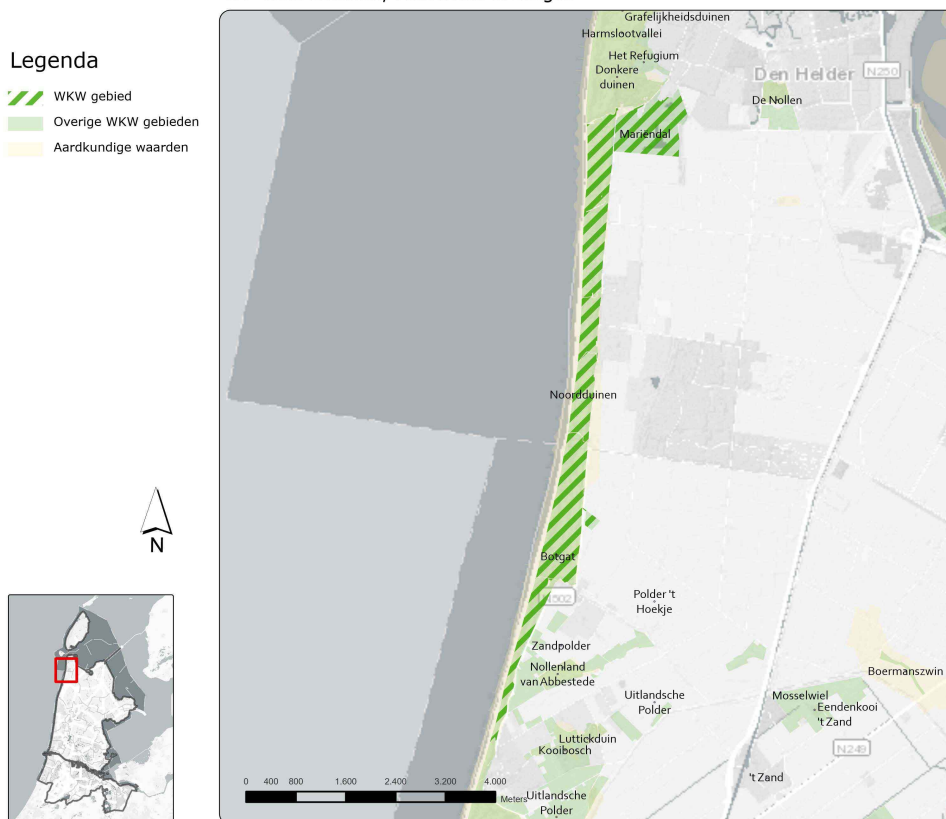 Legenda
WKW gebied
Overige WKW gebieden
Aardkundige waarden
N
Grafelijkheidsduinen
Harmslootvallei
Het Refugium
Donkere
duinen
Den Helder
N250
De Nollen
Mariëndal
Noordduinen
Botgat
N502
Polder 't
Hoekje
Zandpolder
Nollenland
van Abbestede
Uitlandsche
Polder
Boermanszwin
Mosselwiel
Eendenkooi
't Zand
Luttickduin
Kooibosch
N249
't Zand
Uitlandsche
Polder
0 400 800 1.600 2.400 3.200 4.000
Meters